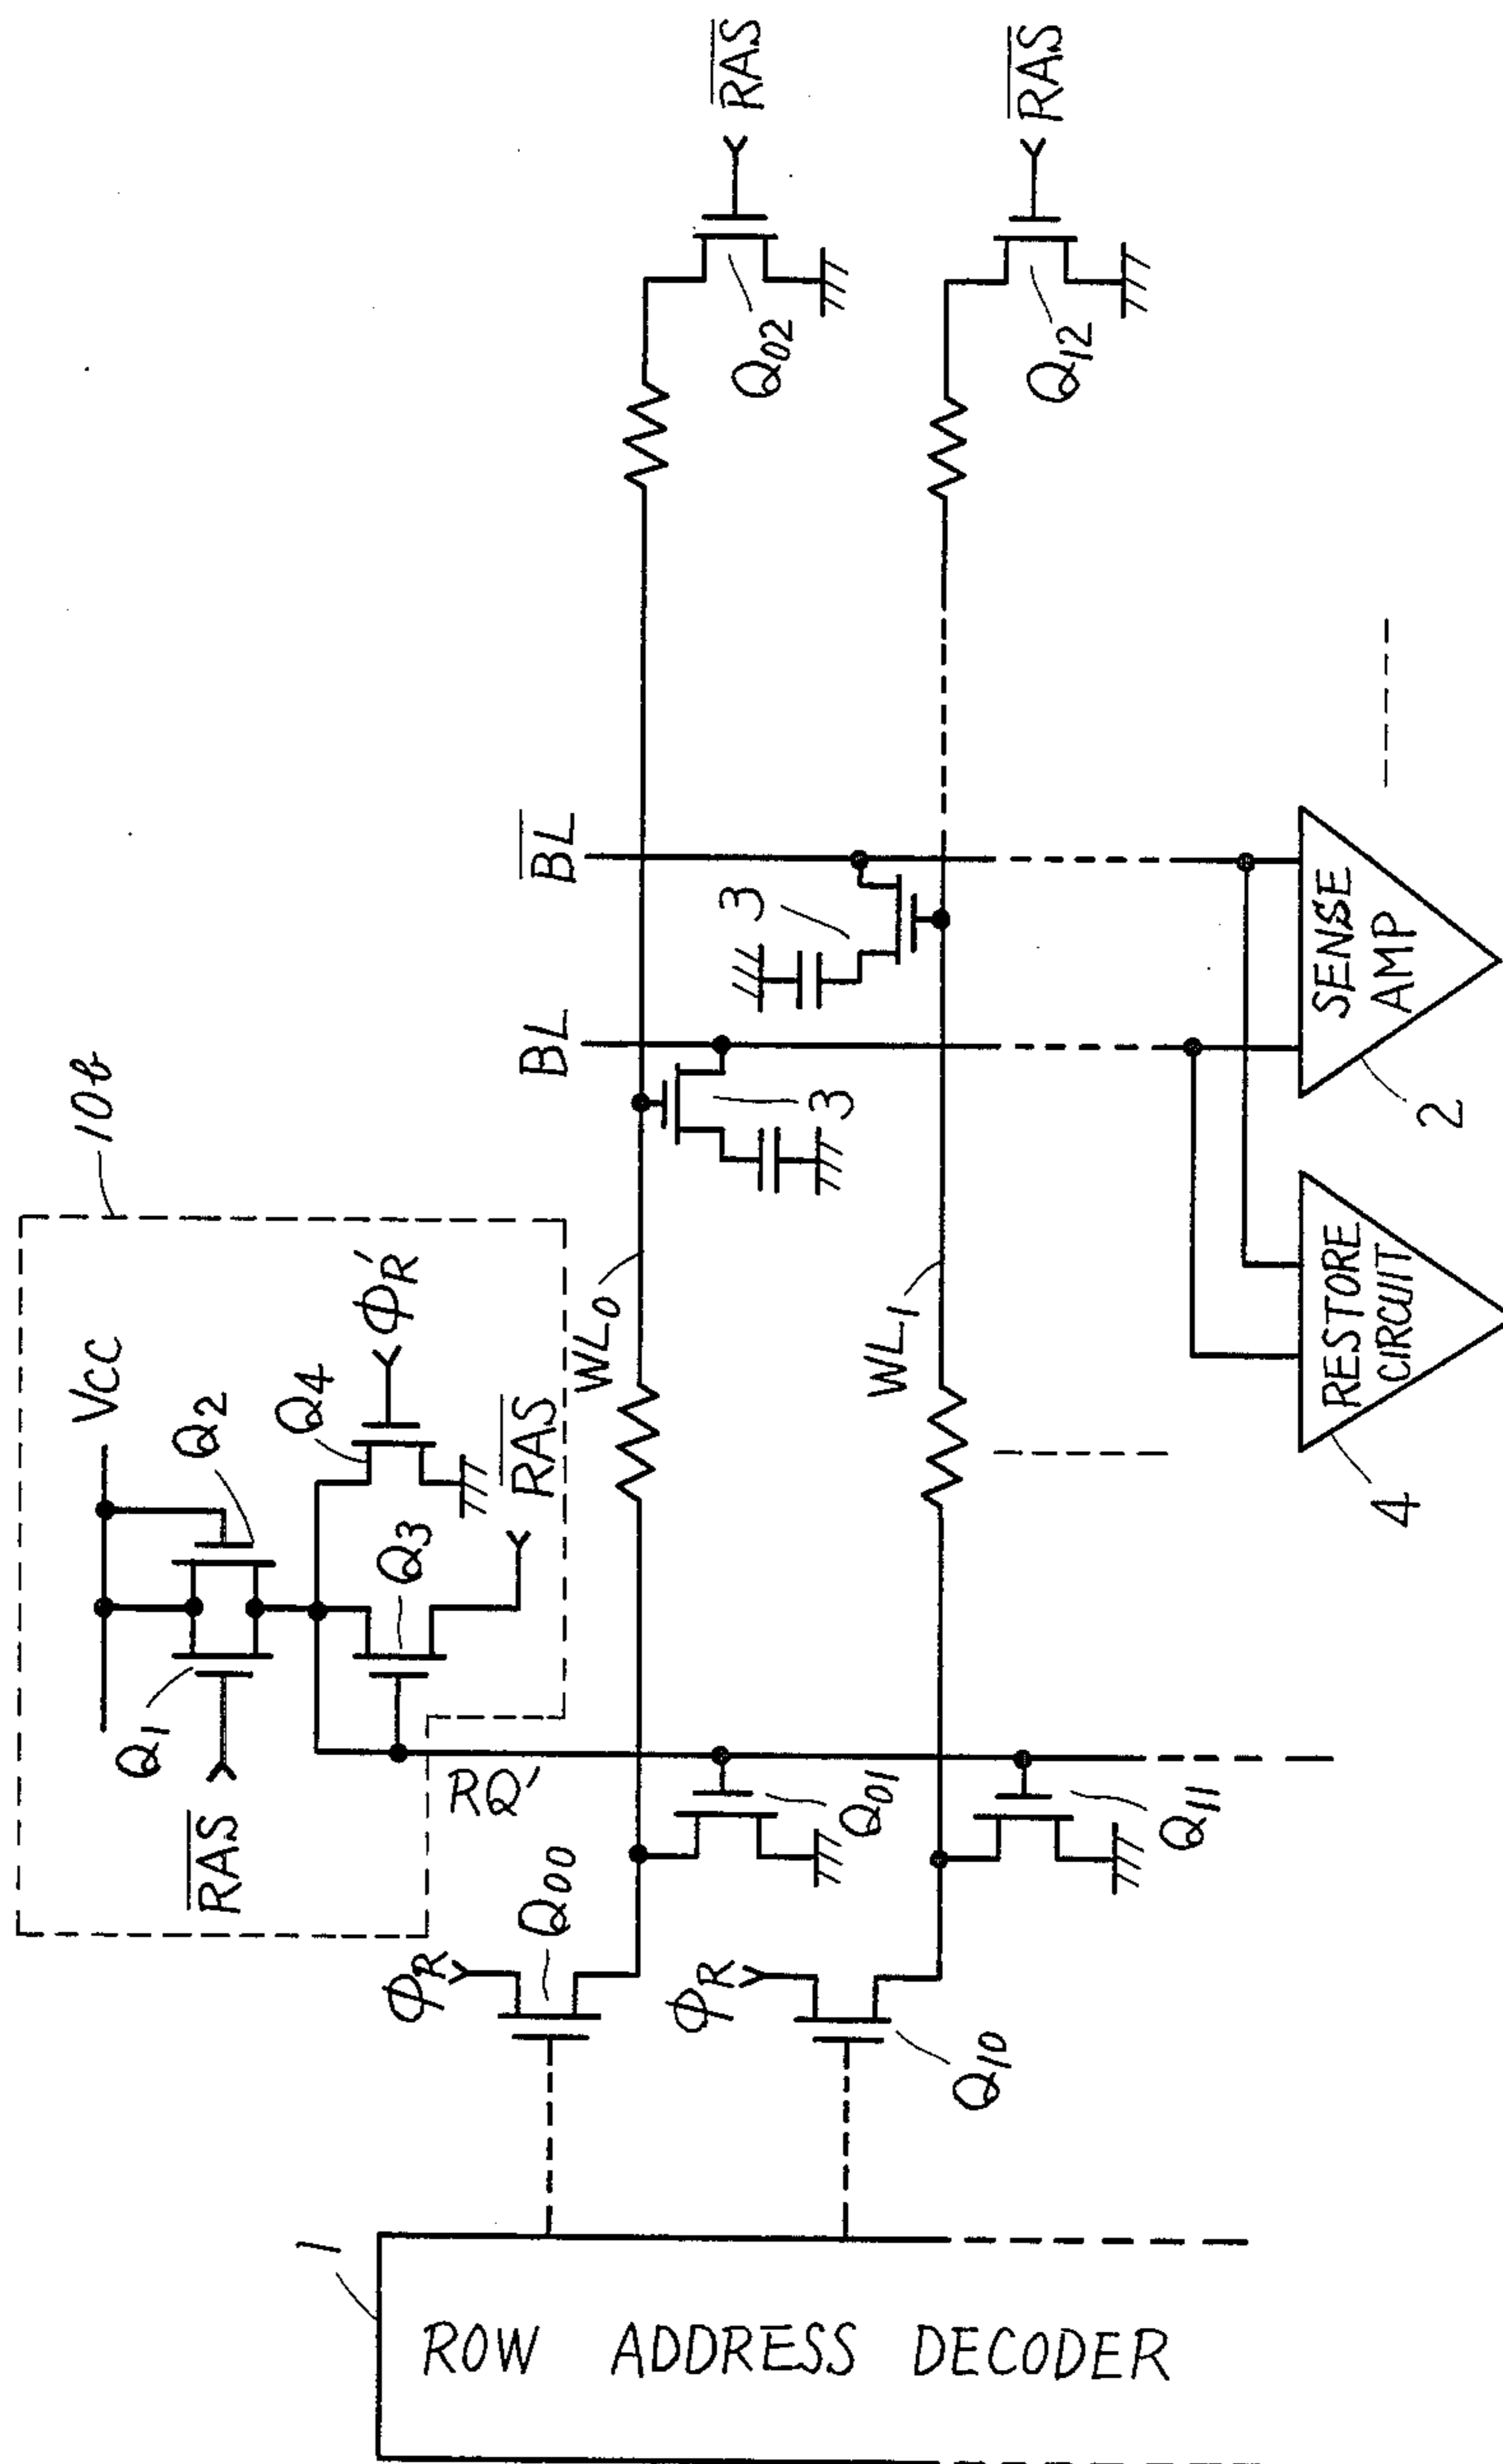 10b
VCC
Q1
Q2
RAS
Q3
Q4
ΦR'
RAS
RQ'
ΦR
Q00
Q01
WL0
BL
BL
3
3
Q02
RAS
ΦR
Q10
Q11
WL1
Q12
RAS
1
ROW ADDRESS DECODER
RESTORE
CIRCUIT
4
SENSE
AMP
2